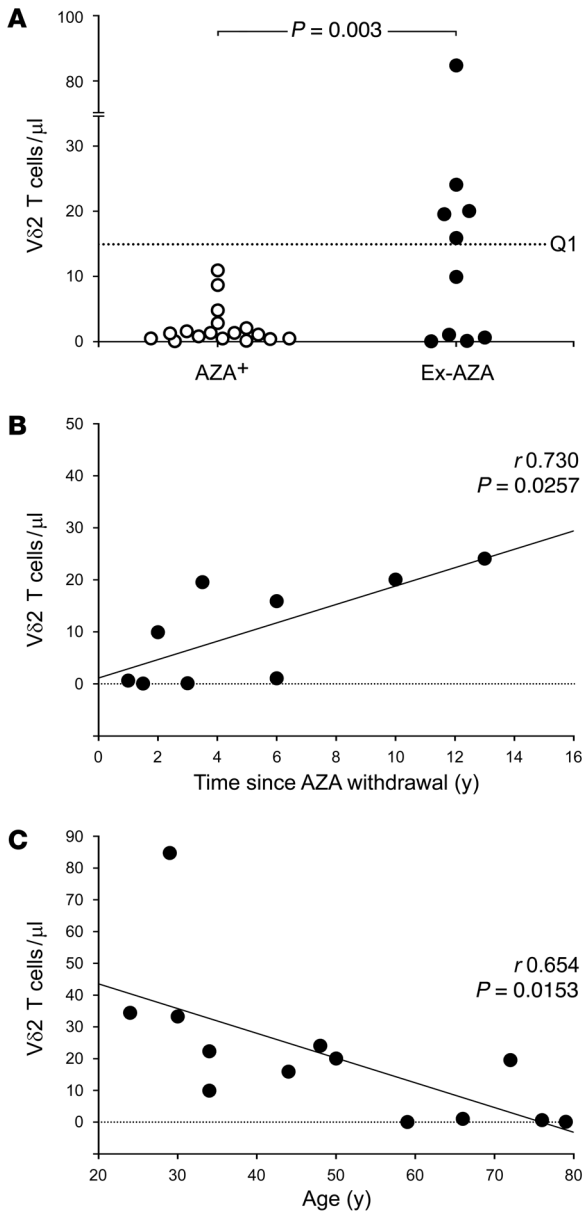 A
P = 0.003
100
80
30
20
10
0
Vδ2 T cells/µl
Q1
AZA+
Ex-AZA
B
50
40
30
20
10
0
Vδ2 T cells/µl
r 0.730
P = 0.0257
0 2 4 6 8 10 12 14 16
Time since AZA withdrawal (y)
C
90
80
70
60
50
40
30
20
10
0
Vδ2 T cells/µl
r 0.654
P = 0.0153
20 30 40 50 60 70 80
Age (y)